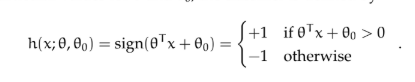 h(x; θ, θ₀) = sign(θᵀx + θ₀) = { +1 if θᵀx + θ₀ > 0
−1 otherwise .